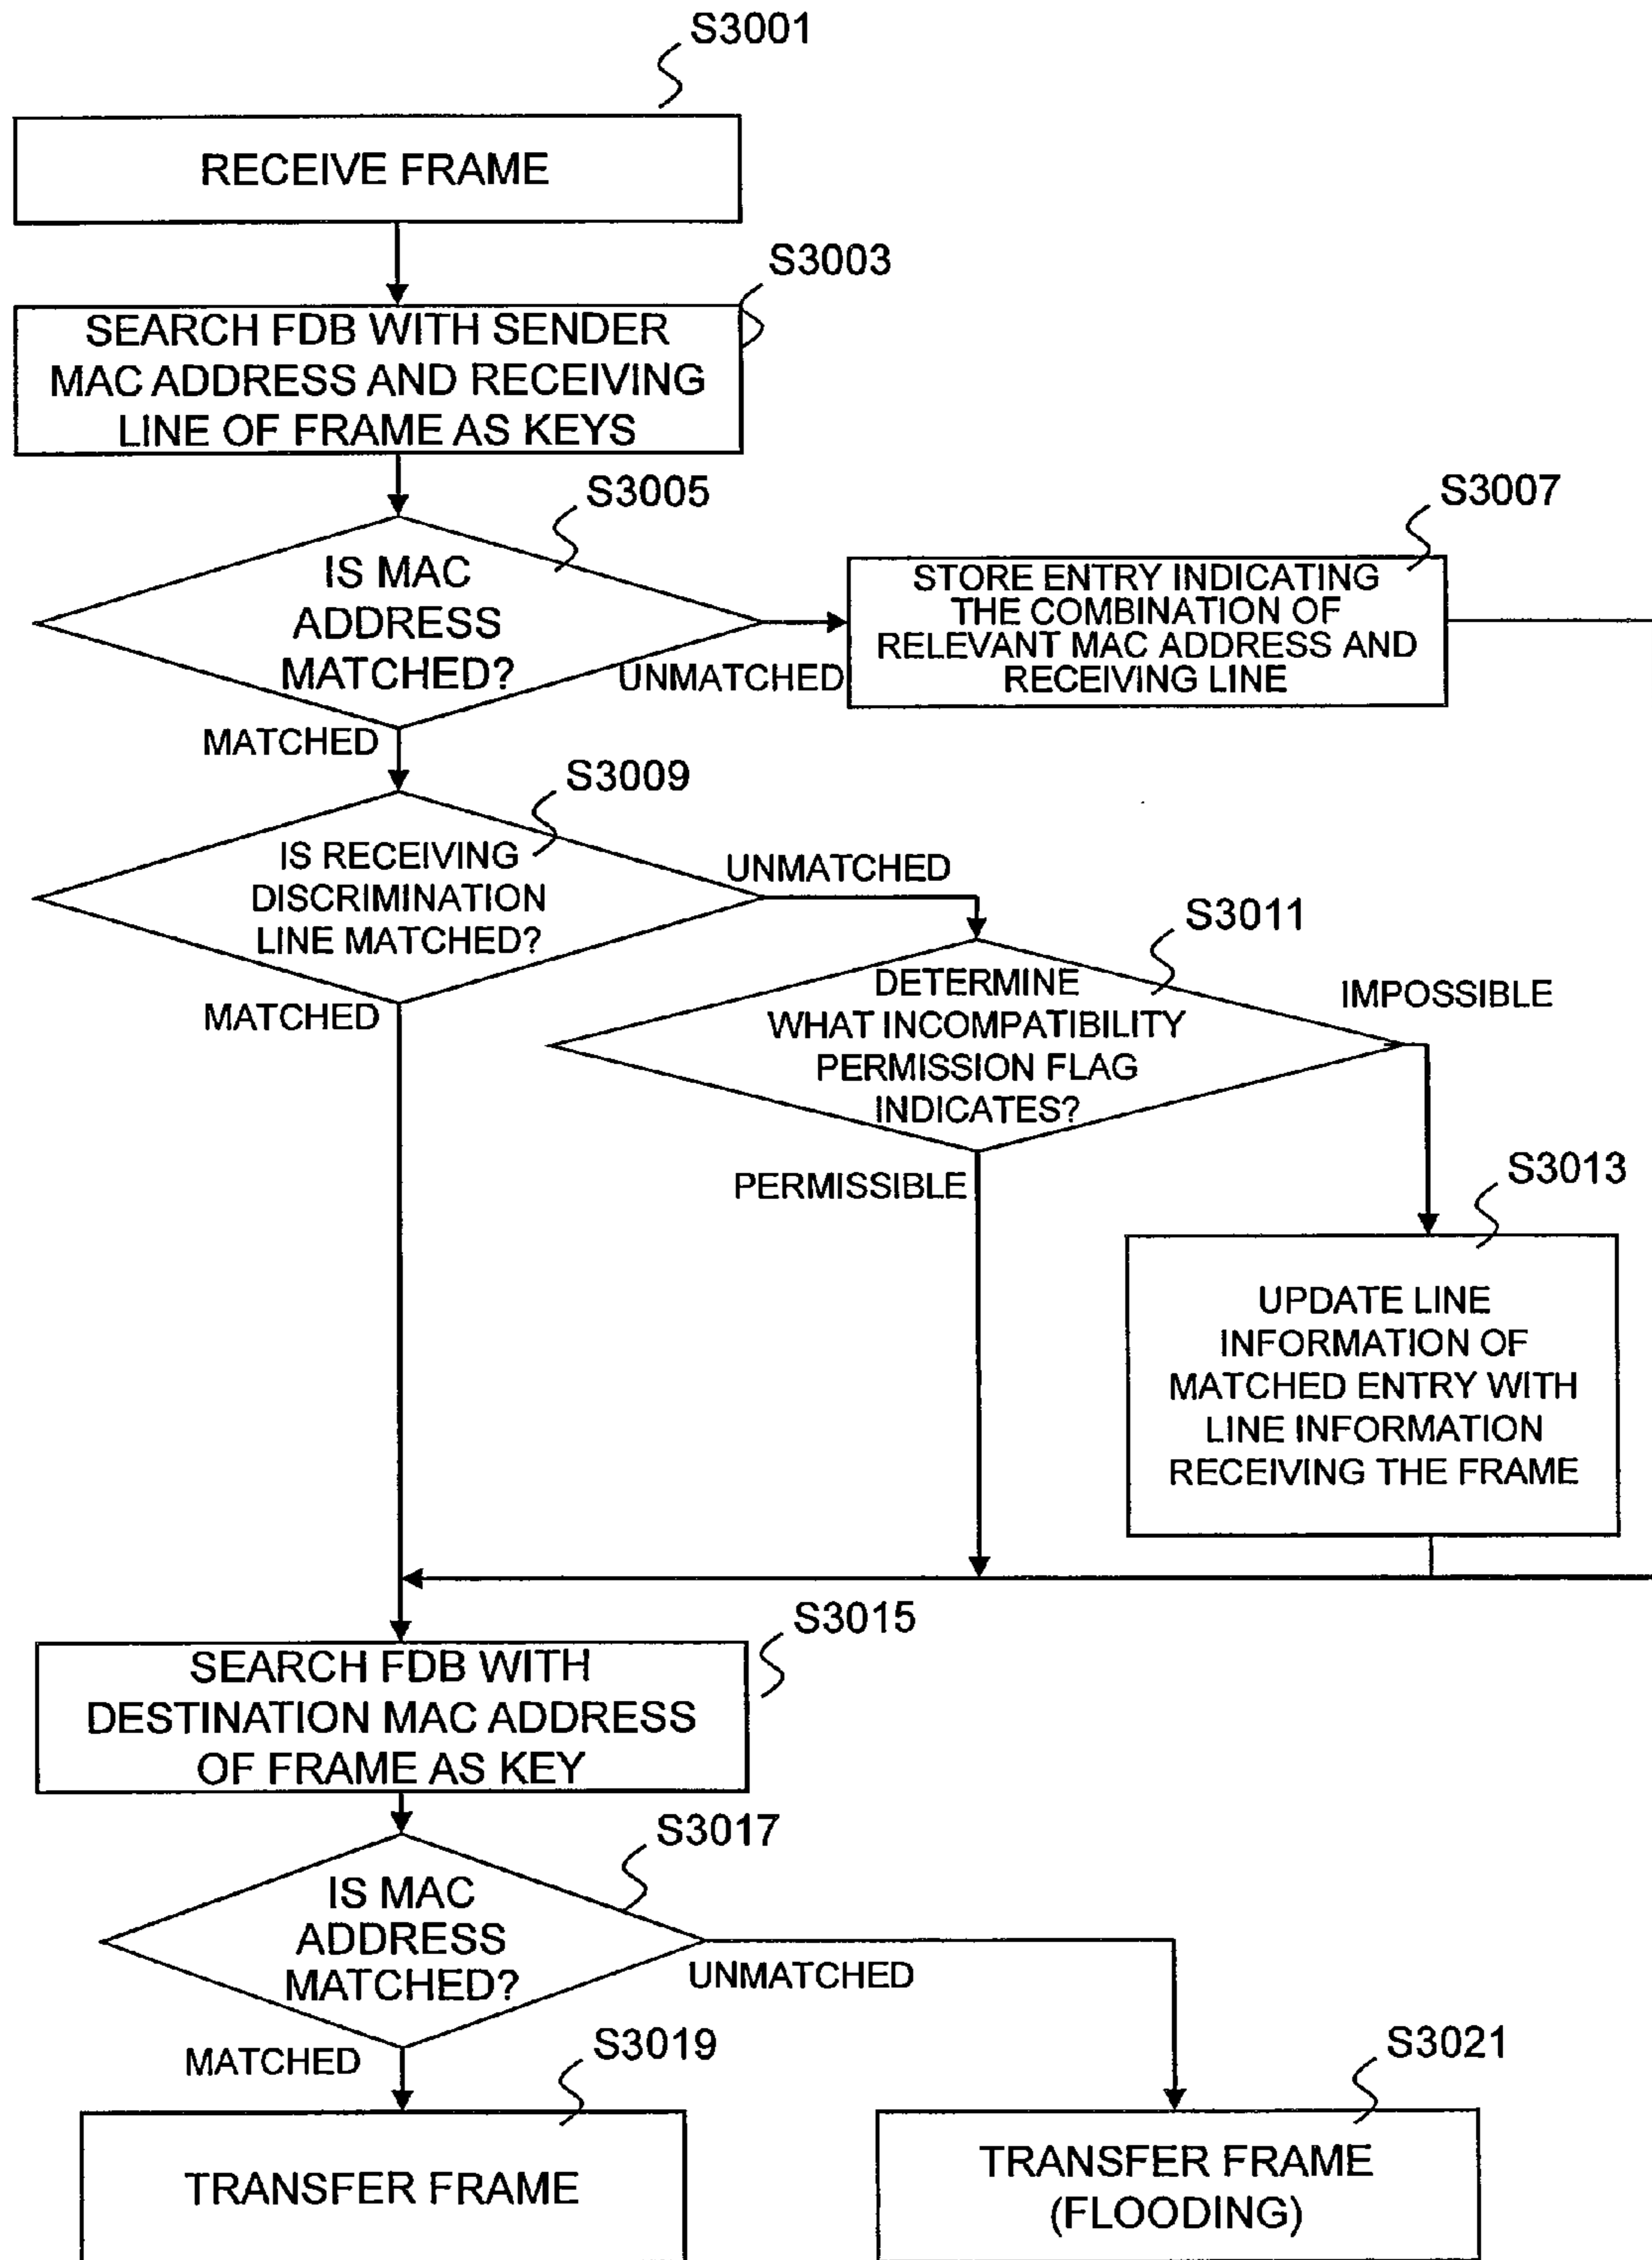 S3001
RECEIVE FRAME
S3003
SEARCH FDB WITH SENDER
MAC ADDRESS AND RECEIVING
LINE OF FRAME AS KEYS
S3005
IS MAC
ADDRESS
MATCHED?
UNMATCHED
MATCHED
S3007
STORE ENTRY INDICATING
THE COMBINATION OF
RELEVANT MAC ADDRESS AND
RECEIVING LINE
S3009
IS RECEIVING
DISCRIMINATION
LINE MATCHED?
UNMATCHED
MATCHED
S3011
DETERMINE
WHAT INCOMPATIBILITY
PERMISSION FLAG
INDICATES?
IMPOSSIBLE
PERMISSIBLE
S3013
UPDATE LINE
INFORMATION OF
MATCHED ENTRY WITH
LINE INFORMATION
RECEIVING THE FRAME
S3015
SEARCH FDB WITH
DESTINATION MAC ADDRESS
OF FRAME AS KEY
S3017
IS MAC
ADDRESS
MATCHED?
UNMATCHED
MATCHED
S3019
TRANSFER FRAME
S3021
TRANSFER FRAME
(FLOODING)